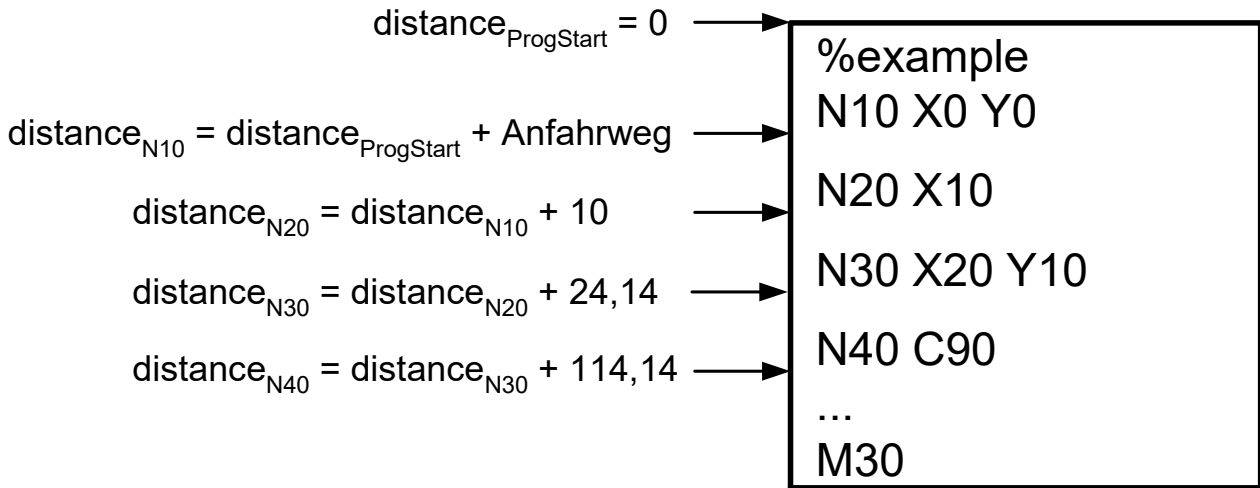 distance_ProgStart = 0
%example
N10 X0 Y0
distance_N10 = distance_ProgStart + Anfahrweg
N20 X10
distance_N20 = distance_N10 + 10
N30 X20 Y10
distance_N30 = distance_N20 + 24,14
N40 C90
distance_N40 = distance_N30 + 114,14
...
M30